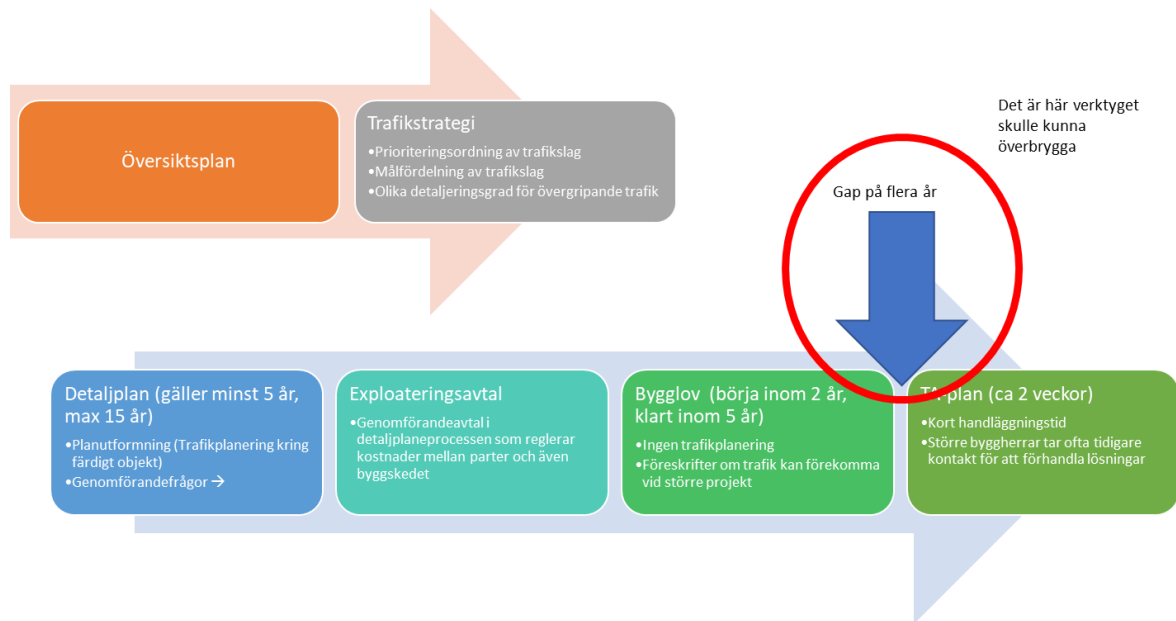 Översiktsplan
Trafikstrategi
•Prioriteringsordning av trafikslag
•Målfördelning av trafikslag
•Olika detaljeringsgrad för övergripande trafik
Det är här verktyget
skulle kunna
överbrygga
Gap på flera år
Detaljplan (gäller minst 5 år,
max 15 år)
•Planutformning (Trafikplanering kring
färdigt objekt)
•Genomförandefrågor →
Exploateringsavtal
•Genomförandeavtal i
detaljplaneprocessen som reglerar
kostnader mellan parter och även
byggskedet
Bygglov (börja inom 2 år,
klart inom 5 år)
•Ingen trafikplanering
•Föreskrifter om trafik kan förekomma
vid större projekt
TA-plan (ca 2 veckor)
•Kort handläggningstid
•Större byggherrar tar ofta tidigare
kontakt för att förhandla lösningar